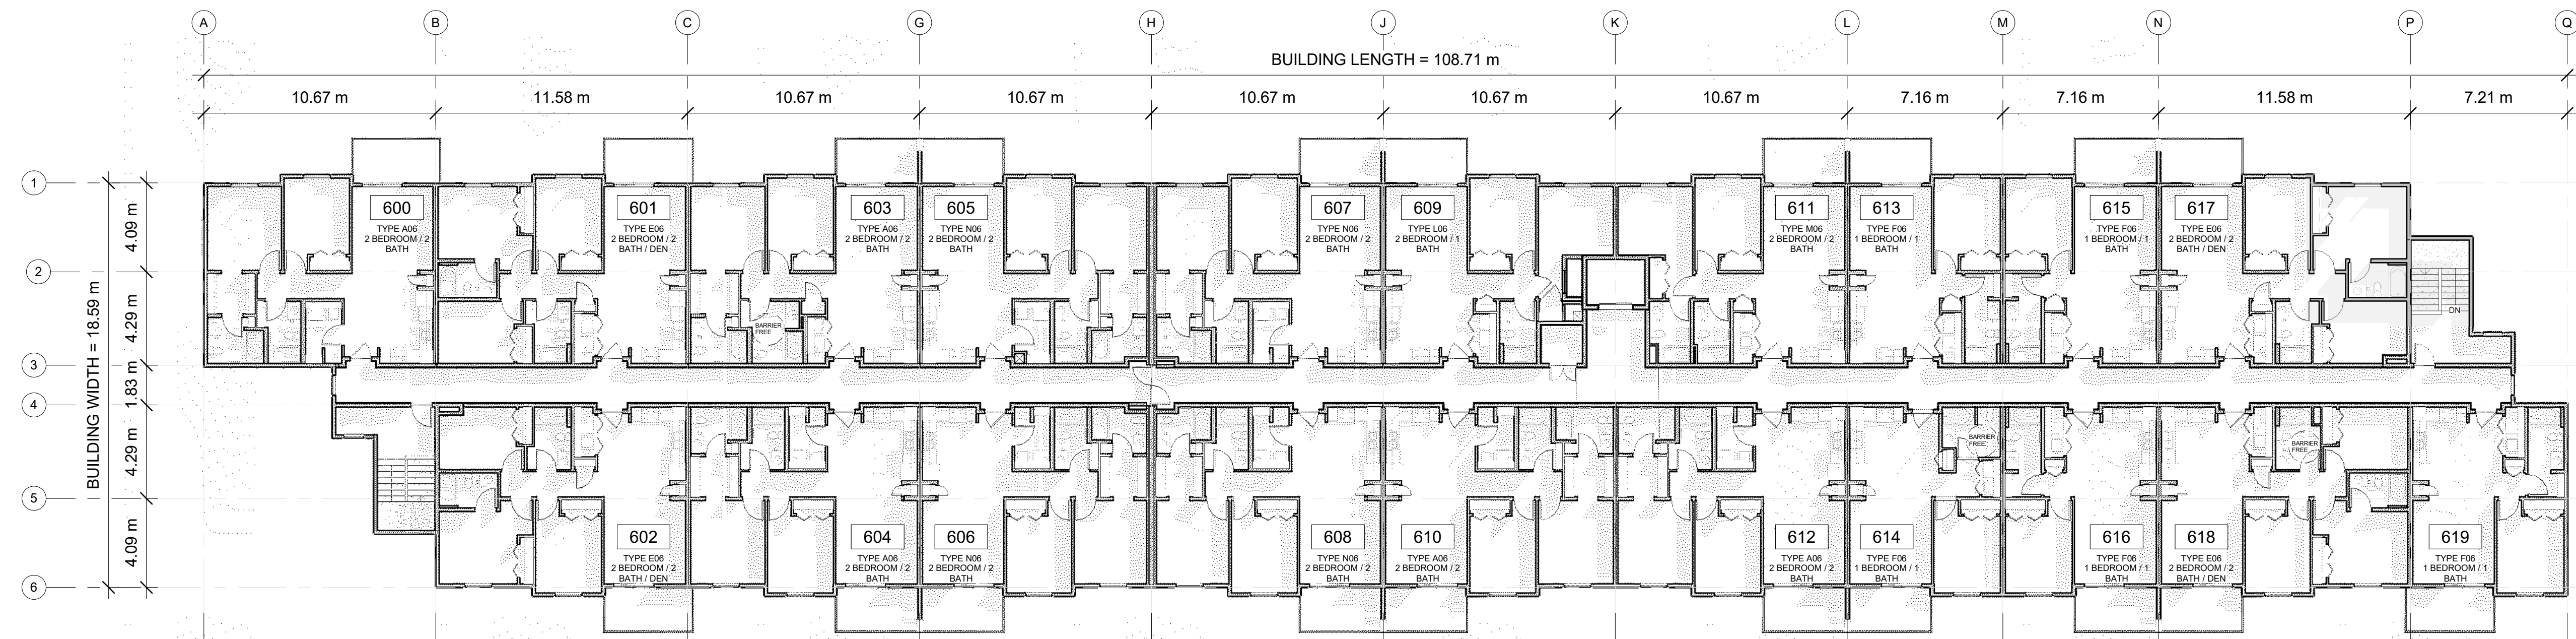 A B C G H J K L M N P Q
BUILDING LENGTH = 108.71 m
10.67 m 11.58 m 10.67 m 10.67 m 10.67 m 10.67 m 10.67 m 7.16 m 7.16 m 11.58 m 7.21 m
1
2
3
4
5
6
BUILDING WIDTH = 18.59 m
4.09 m
4.29 m
1.83 m
4.29 m
4.09 m
600
TYPE A06
2 BEDROOM / 2
BATH
601
TYPE E06
2 BEDROOM / 2
BATH / DEN
603
TYPE A06
2 BEDROOM / 2
BATH
605
TYPE N06
2 BEDROOM / 2
BATH
607
TYPE N06
2 BEDROOM / 2
BATH
609
TYPE L06
2 BEDROOM / 1
BATH
611
TYPE M06
2 BEDROOM / 2
BATH
613
TYPE F06
1 BEDROOM / 1
BATH
615
TYPE F06
1 BEDROOM / 1
BATH
617
TYPE E06
2 BEDROOM / 2
BATH / DEN
BARRIER
FREE
DN
BARRIER
FREE
BARRIER
FREE
602
TYPE E06
2 BEDROOM / 2
BATH / DEN
604
TYPE A06
2 BEDROOM / 2
BATH
606
TYPE N06
2 BEDROOM / 2
BATH
608
TYPE N06
2 BEDROOM / 2
BATH
610
TYPE A06
2 BEDROOM / 2
BATH
612
TYPE A06
2 BEDROOM / 2
BATH
614
TYPE F06
1 BEDROOM / 1
BATH
616
TYPE F06
1 BEDROOM / 1
BATH
618
TYPE E06
2 BEDROOM / 2
BATH / DEN
619
TYPE F06
1 BEDROOM / 1
BATH